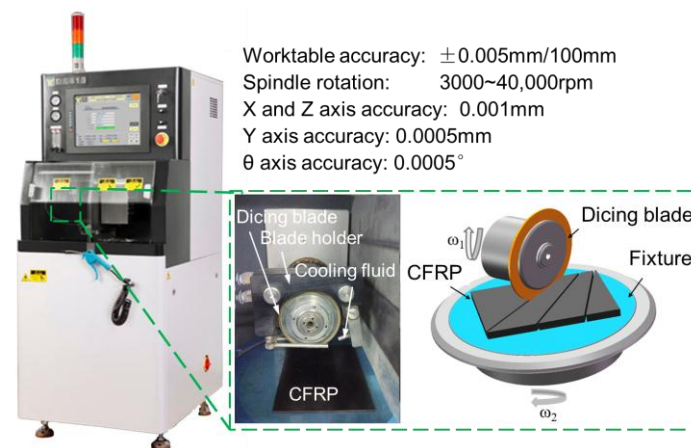 Worktable accuracy: ±0.005mm/100mm
Spindle rotation: 3000~40,000rpm
X and Z axis accuracy: 0.001mm
Y axis accuracy: 0.0005mm
θ axis accuracy: 0.0005°
DS613
Dicing blade
Blade holder
Cooling fluid
CFRP
Dicing blade
ω1
CFRP
Fixture
ω2